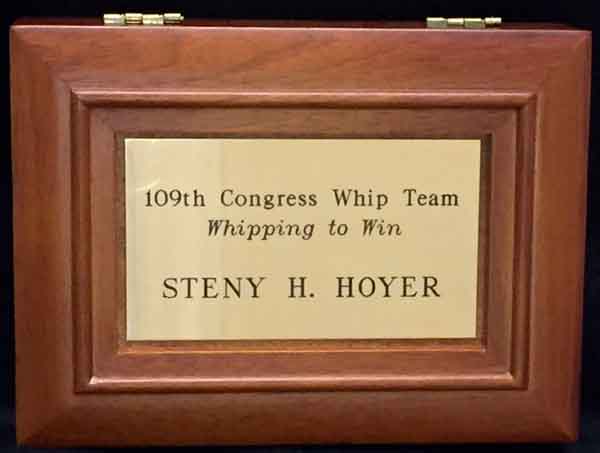 109th Congress Whip Team
Whipping to Win
STENY H. HOYER